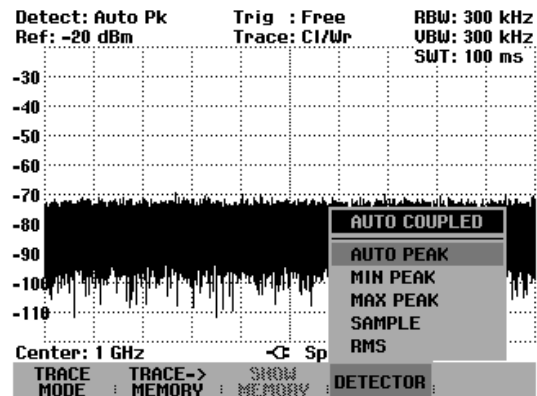 Detect: Auto Pk Trig : Free RBW: 300 kHz
Ref: -20 dBm Trace: Cl/Wr VBW: 300 kHz
SWT: 100 ms
-30
-40
-50
-60
-70
-80
-90
-100
-110
AUTO COUPLED
AUTO PEAK
MIN PEAK
MAX PEAK
SAMPLE
RMS
Center: 1 GHz Sp
TRACE MODE
TRACE-> MEMORY
SHOW MEMORY
DETECTOR